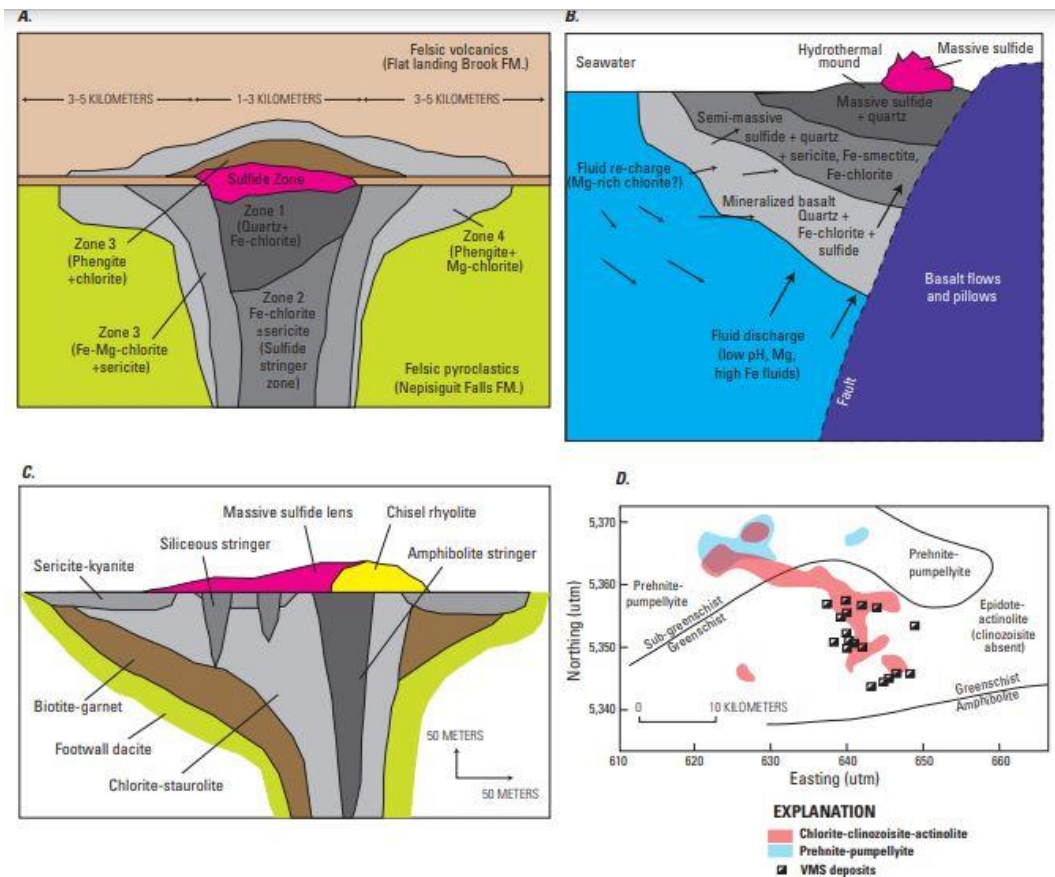 A.
Felsic volcanics
(Flat landing Brook FM.)
3-5 KILOMETERS
1-3 KILOMETERS
3-5 KILOMETERS
Sulfide Zone
Zone 1
(Quartz+
Fe-chlorite)
Zone 3
(Phengite
+chlorite)
Zone 4
(Phengite+
Mg-chlorite)
Zone 2
Fe-chlorite
±sericite
(Sulfide
stringer
zone)
Zone 3
(Fe-Mg-chlorite
+sericite)
Felsic pyroclastics
(Nepisiguit Falls FM.)
B.
Seawater
Hydrothermal
mound
Massive sulfide
Massive sulfide
+ quartz
Semi-massive
sulfide + quartz
+ sericite, Fe-smectite,
Fe-chlorite
Fluid re-charge
(Mg-rich chlorite?)
Mineralized basalt
Quartz +
Fe-chlorite +
sulfide
Basalt flows
and pillows
Fluid discharge
(low pH, Mg,
high Fe fluids)
Fault
C.
Massive sulfide lens
Chisel rhyolite
Siliceous stringer
Amphibolite stringer
Sericite-kyanite
Biotite-garnet
Footwall dacite
Chlorite-staurolite
50 METERS
50 METERS
D.
5,370
5,360
5,350
5,340
Northing (utm)
Prehnite-
pumpellyite
Prehnite-
pumpellyite
Sub-greenschist
Greenschist
Epidote-
actinolite
(clinozoisite
absent)
Greenschist
Amphibolite
0
10 KILOMETERS
610
620
630
640
650
660
Easting (utm)
EXPLANATION
Chlorite-clinozoisite-actinolite
Prehnite-pumpellyite
VMS deposits